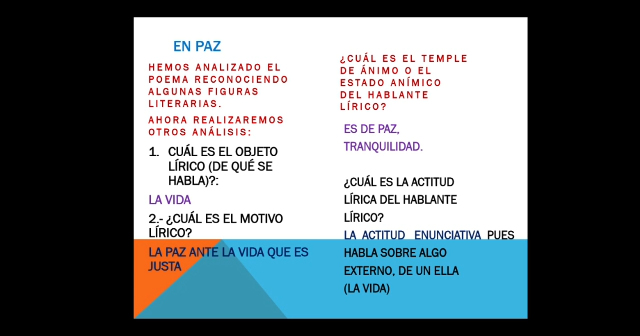 EN PAZ
HEMOS ANALIZADO EL
POEMA RECONOCIENDO
ALGUNAS FIGURAS
LITERARIAS.
AHORA REALIZAREMOS
OTROS ANÁLISIS:
1. CUÁL ES EL OBJETO
LÍRICO (DE QUÉ SE
HABLA)?:
LA VIDA
2.- ¿CUÁL ES EL MOTIVO
LÍRICO?
LA PAZ ANTE LA VIDA QUE ES
JUSTA
¿CUÁL ES EL TEMPLE
DE ÁNIMO O EL
ESTADO ANÍMICO
DEL HABLANTE
LÍRICO?
ES DE PAZ,
TRANQUILIDAD.
¿CUÁL ES LA ACTITUD
LÍRICA DEL HABLANTE
LÍRICO?
LA ACTITUD ENUNCIATIVA PUES
HABLA SOBRE ALGO
EXTERNO, DE UN ELLA
(LA VIDA)